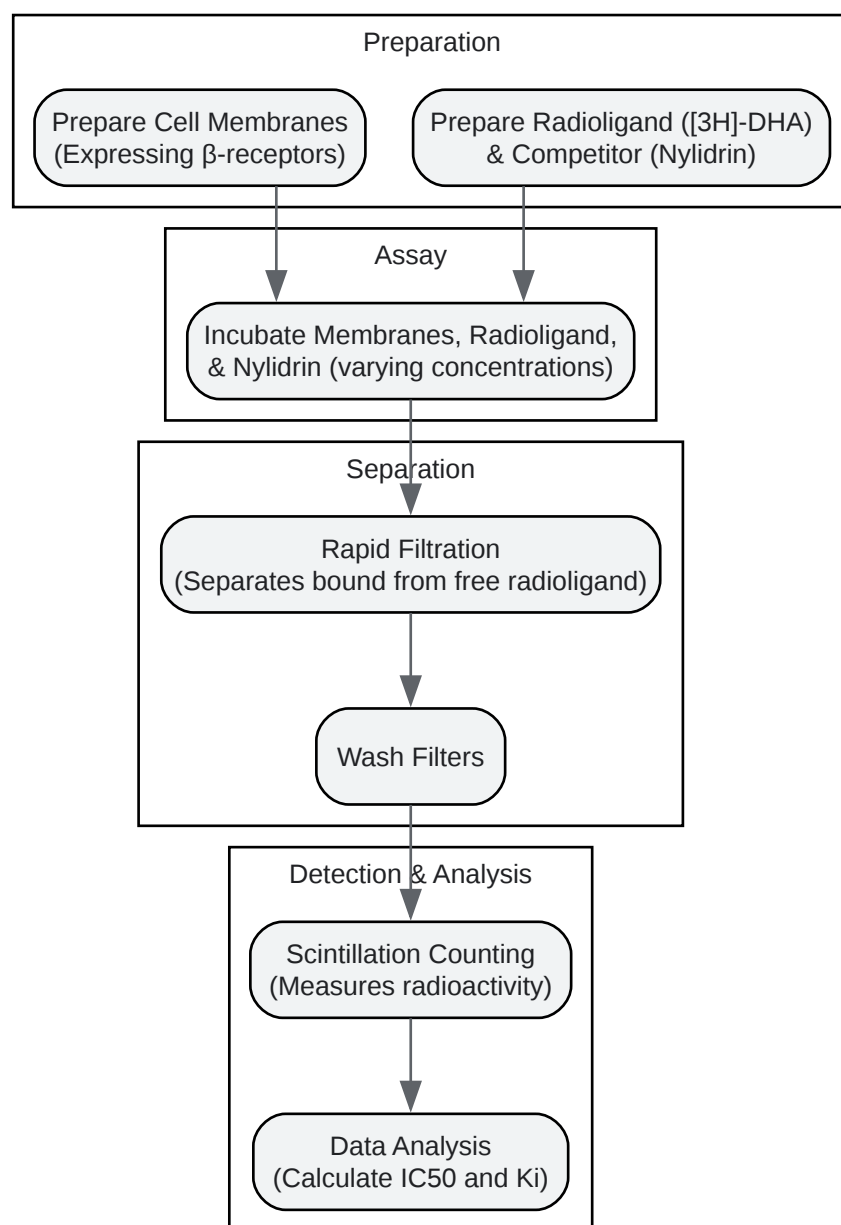 Preparation
Prepare Cell Membranes
(Expressing β-receptors)
Prepare Radioligand ([3H]-DHA)
& Competitor (Nylidrin)
Assay
Incubate Membranes, Radioligand,
& Nylidrin (varying concentrations)
Separation
Rapid Filtration
(Separates bound from free radioligand)
Wash Filters
Detection & Analysis
Scintillation Counting
(Measures radioactivity)
Data Analysis
(Calculate IC50 and Ki)